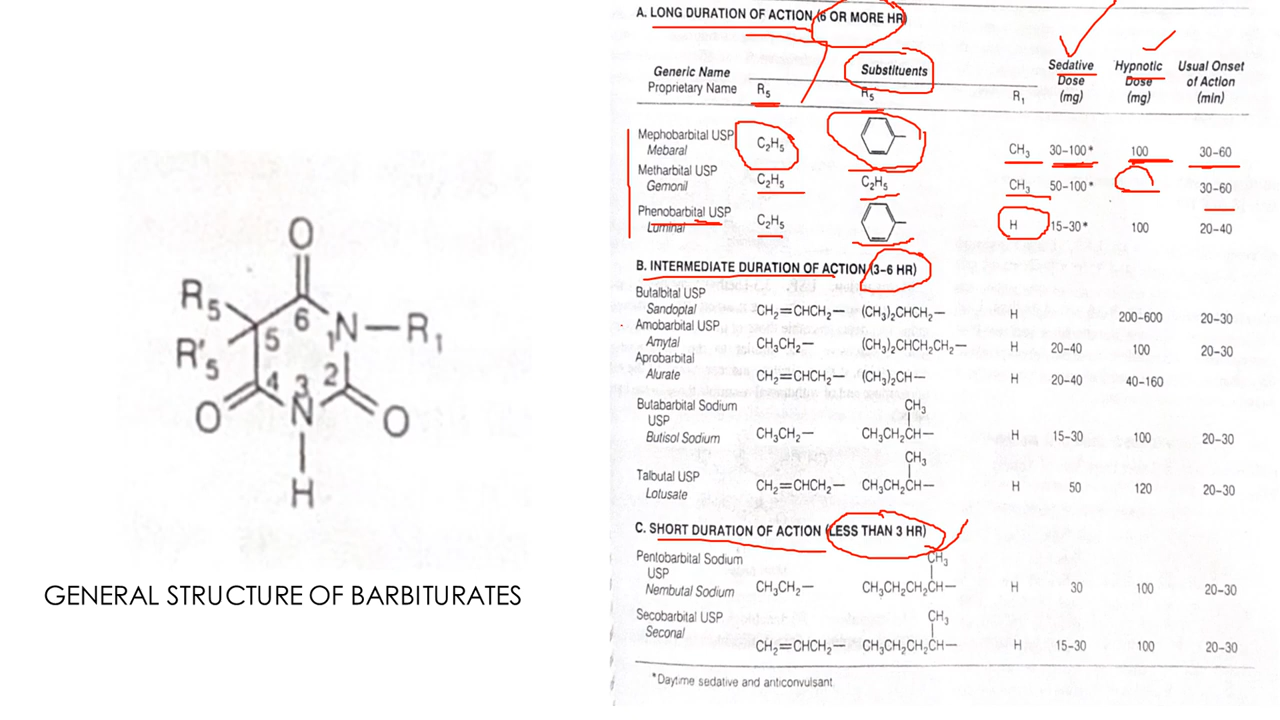 O
R5
6
N—R1
1
5
R'5
4
3
2
O
N
O
H
GENERAL STRUCTURE OF BARBITURATES
A. LONG DURATION OF ACTION (6 OR MORE HR)
Substituents
Sedative Hypnotic Usual Onset
Generic Name Dose Dose of Action
Proprietary Name R5 R5 R1 (mg) (mg) (min)
Mephobarbital USP
Mebaral C2H5 CH3 30–100* 100 30-60
Metharbital USP
Gemonil C2H5 C2H5 CH3 50–100* 30-60
Phenobarbital USP
Luminal C2H5 H 15–30* 100 20–40
B. INTERMEDIATE DURATION OF ACTION (3–6 HR)
Butalbital USP
Sandoptal CH2=CHCH2— (CH3)2CHCH2— H 200–600 20–30
Amobarbital USP
Amytal CH3CH2— (CH3)2CHCH2CH2— H 20–40 100 20–30
Aprobarbital
Alurate CH2=CHCH2— (CH3)2CH— H 20–40 40–160
Butabarbital Sodium CH3
USP
Butisol Sodium CH3CH2— CH3CH2CH— H 15–30 100 20–30
CH3
Talbutal USP
Lotusate CH2=CHCH2— CH3CH2CH— H 50 120 20–30
C. SHORT DURATION OF ACTION (LESS THAN 3 HR)
Pentobarbital Sodium CH3
USP
Nembutal Sodium CH3CH2— CH3CH2CH2CH— H 30 100 20–30
Secobarbital USP CH3
Seconal
CH2=CHCH2— CH3CH2CH2CH— H 15–30 100 20–30
*Daytime sedative and anticonvulsant.